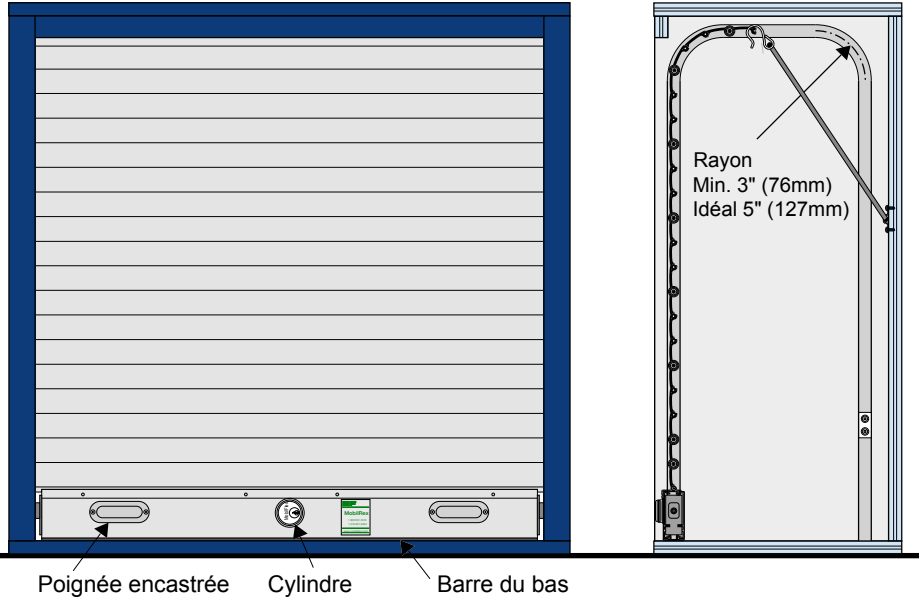 Rayon
Min. 3" (76mm)
Idéal 5" (127mm)
MobilRex
Poignée encastrée
Cylindre
Barre du bas